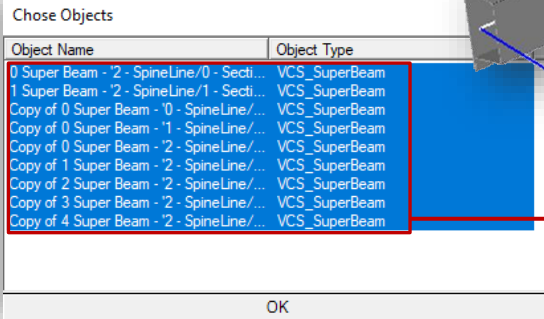 Chose Objects
Object Name Object Type
0 Super Beam - '2 - SpineLine/0 - Secti... VCS_SuperBeam
1 Super Beam - '2 - SpineLine/1 - Secti... VCS_SuperBeam
Copy of 0 Super Beam - '0 - SpineLine/... VCS_SuperBeam
Copy of 0 Super Beam - '1 - SpineLine/... VCS_SuperBeam
Copy of 0 Super Beam - '2 - SpineLine/... VCS_SuperBeam
Copy of 1 Super Beam - '2 - SpineLine/... VCS_SuperBeam
Copy of 2 Super Beam - '2 - SpineLine/... VCS_SuperBeam
Copy of 3 Super Beam - '2 - SpineLine/... VCS_SuperBeam
Copy of 4 Super Beam - '2 - SpineLine/... VCS_SuperBeam
OK